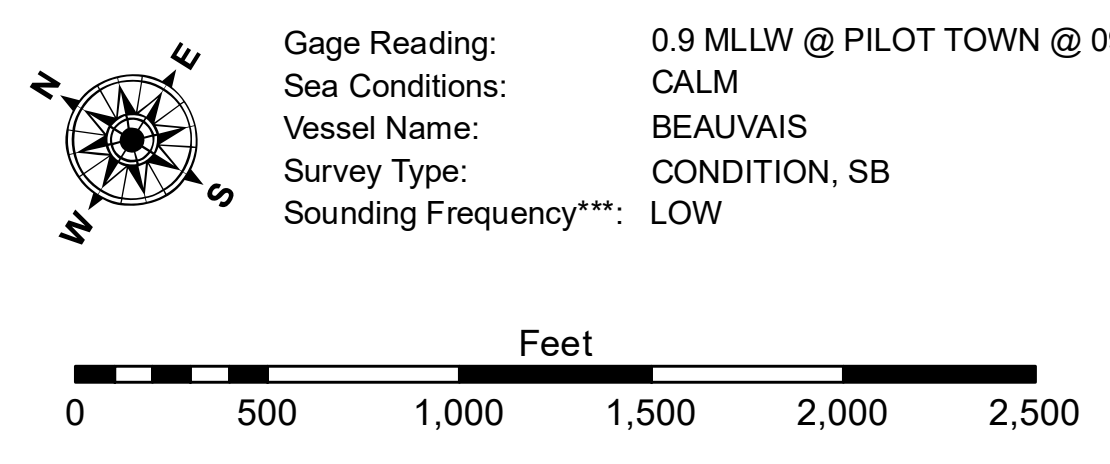 N
E
S
W
Gage Reading: 0.9 MLLW @ PILOT TOWN @
Sea Conditions: CALM
Vessel Name: BEAUVAIS
Survey Type: CONDITION, SB
Sounding Frequency***: LOW
Feet
0 500 1,000 1,500 2,000 2,500